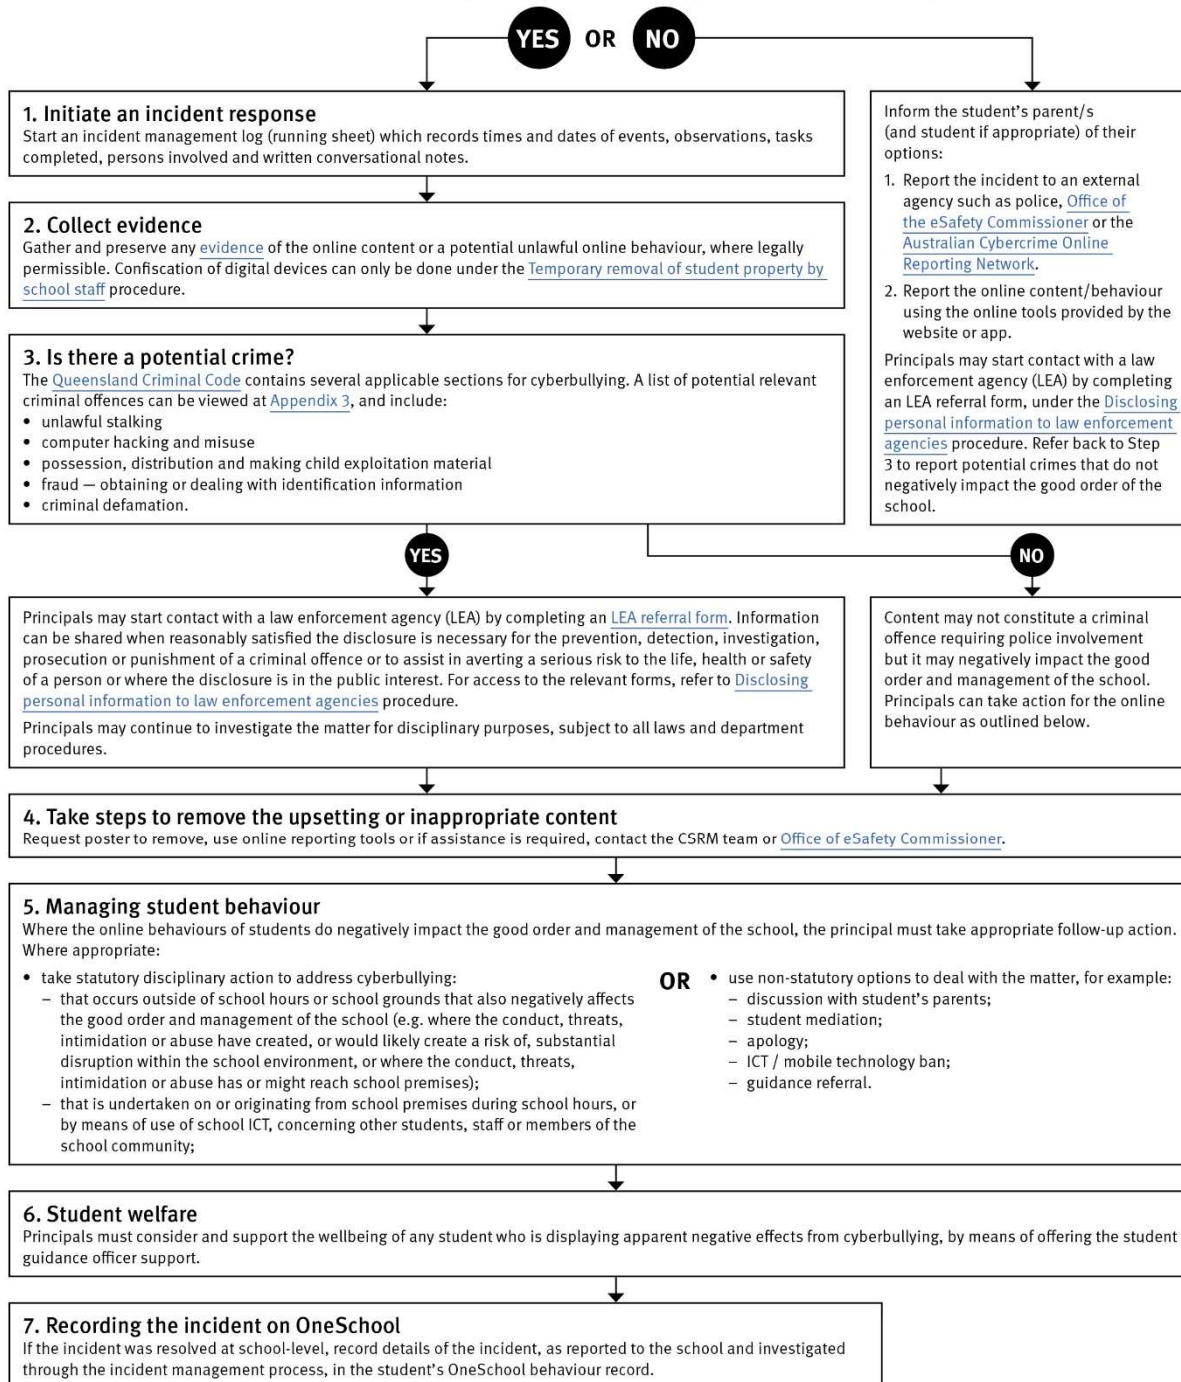 YES OR NO
1. Initiate an incident response
Start an incident management log (running sheet) which records times and dates of events, observations, tasks
completed, persons involved and written conversational notes.
2. Collect evidence
Gather and preserve any evidence of the online content or a potential unlawful online behaviour, where legally
permissible. Confiscation of digital devices can only be done under the Temporary removal of student property by
school staff procedure.
3. Is there a potential crime?
The Queensland Criminal Code contains several applicable sections for cyberbullying. A list of potential relevant
criminal offences can be viewed at Appendix 3, and include:
• unlawful stalking
• computer hacking and misuse
• possession, distribution and making child exploitation material
• fraud — obtaining or dealing with identification information
• criminal defamation.
Inform the student's parent/s
(and student if appropriate) of their
options:
1. Report the incident to an external
agency such as police, Office of
the eSafety Commissioner or the
Australian Cybercrime Online
Reporting Network.
2. Report the online content/behaviour
using the online tools provided by the
website or app.
Principals may start contact with a law
enforcement agency (LEA) by completing
an LEA referral form, under the Disclosing
personal information to law enforcement
agencies procedure. Refer back to Step
3 to report potential crimes that do not
negatively impact the good order of the
school.
YES
NO
Principals may start contact with a law enforcement agency (LEA) by completing an LEA referral form. Information
can be shared when reasonably satisfied the disclosure is necessary for the prevention, detection, investigation,
prosecution or punishment of a criminal offence or to assist in averting a serious risk to the life, health or safety
of a person or where the disclosure is in the public interest. For access to the relevant forms, refer to Disclosing
personal information to law enforcement agencies procedure.
Principals may continue to investigate the matter for disciplinary purposes, subject to all laws and department
procedures.
Content may not constitute a criminal
offence requiring police involvement
but it may negatively impact the good
order and management of the school.
Principals can take action for the online
behaviour as outlined below.
4. Take steps to remove the upsetting or inappropriate content
Request poster to remove, use online reporting tools or if assistance is required, contact the CSRM team or Office of eSafety Commissioner.
5. Managing student behaviour
Where the online behaviours of students do negatively impact the good order and management of the school, the principal must take appropriate follow-up action.
Where appropriate:
• take statutory disciplinary action to address cyberbullying:
– that occurs outside of school hours or school grounds that also negatively affects
the good order and management of the school (e.g. where the conduct, threats,
intimidation or abuse have created, or would likely create a risk of, substantial
disruption within the school environment, or where the conduct, threats,
intimidation or abuse has or might reach school premises);
– that is undertaken on or originating from school premises during school hours, or
by means of use of school ICT, concerning other students, staff or members of the
school community;
OR
• use non-statutory options to deal with the matter, for example:
– discussion with student's parents;
– student mediation;
– apology;
– ICT / mobile technology ban;
– guidance referral.
6. Student welfare
Principals must consider and support the wellbeing of any student who is displaying apparent negative effects from cyberbullying, by means of offering the student
guidance officer support.
7. Recording the incident on OneSchool
If the incident was resolved at school-level, record details of the incident, as reported to the school and investigated
through the incident management process, in the student's OneSchool behaviour record.